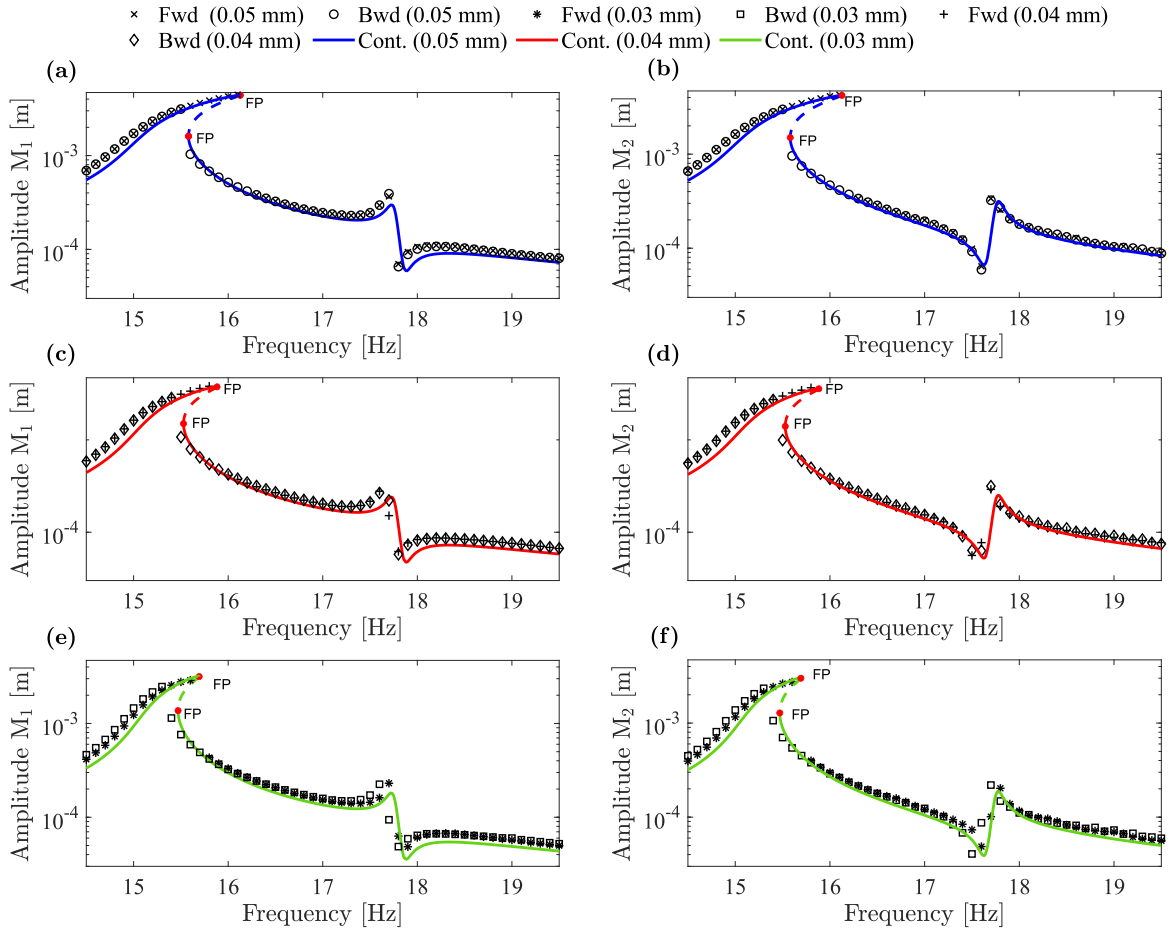 Fwd (0.05 mm) Bwd (0.05 mm) Fwd (0.03 mm) Bwd (0.03 mm) Fwd (0.04 mm)
Bwd (0.04 mm) Cont. (0.05 mm) Cont. (0.04 mm) Cont. (0.03 mm)
(a)
Amplitude M₁ [m]
10⁻³
10⁻⁴
FP
FP
15 16 17 18 19
Frequency [Hz]
(b)
Amplitude M₂ [m]
10⁻³
10⁻⁴
FP
FP
15 16 17 18 19
Frequency [Hz]
(c)
Amplitude M₁ [m]
10⁻⁴
FP
FP
15 16 17 18 19
Frequency [Hz]
(d)
Amplitude M₂ [m]
10⁻⁴
FP
FP
15 16 17 18 19
Frequency [Hz]
(e)
Amplitude M₁ [m]
10⁻³
10⁻⁴
FP
FP
15 16 17 18 19
Frequency [Hz]
(f)
Amplitude M₂ [m]
10⁻³
10⁻⁴
FP
FP
15 16 17 18 19
Frequency [Hz]